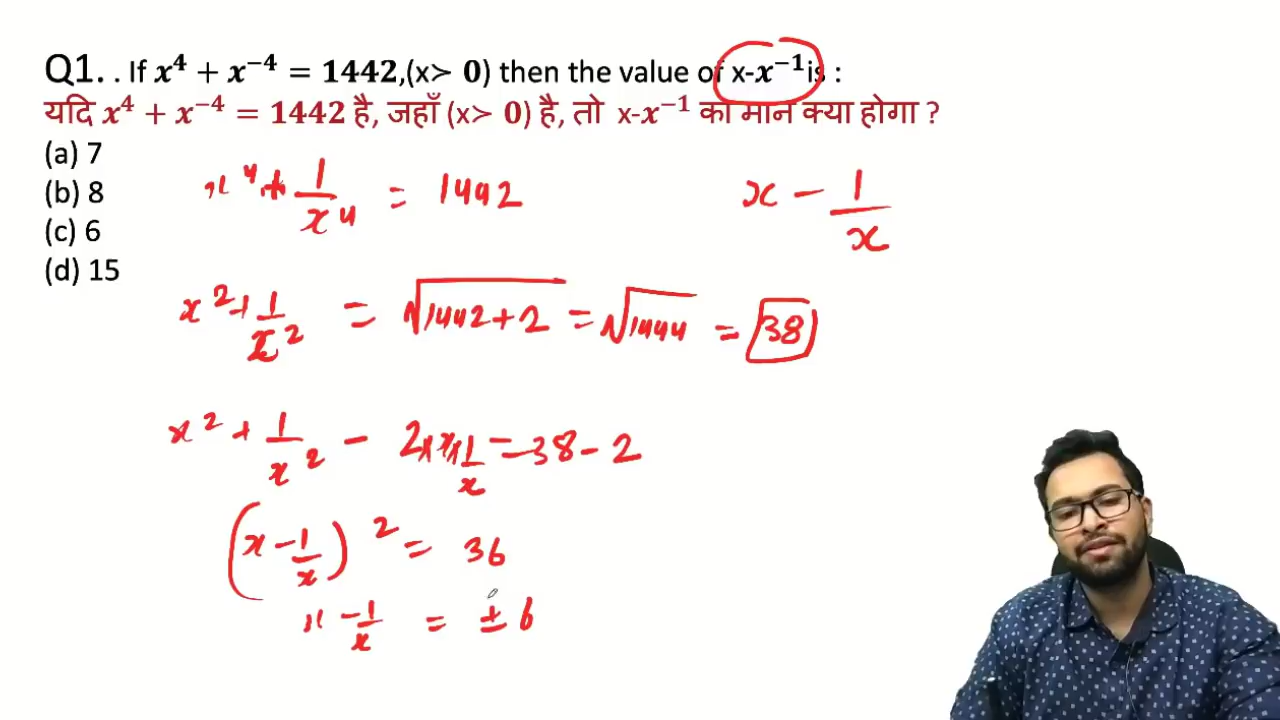 Q1. . If x⁴ + x⁻⁴ = 1442,(x> 0) then the value of x-x⁻¹is :
यदि x⁴ + x⁻⁴ = 1442 है, जहाँ (x> 0) है, तो x-x⁻¹ का मान क्या होगा ?
(a) 7
(b) 8
(c) 6
(d) 15
x⁴ + 1/x⁴ = 1442
x - 1/x
x² + 1/x² = √1442+2 = √1444 = 38
x² + 1/x² - 2×x×1/x = 38 - 2
(x - 1/x)² = 36
x - 1/x = ± 6